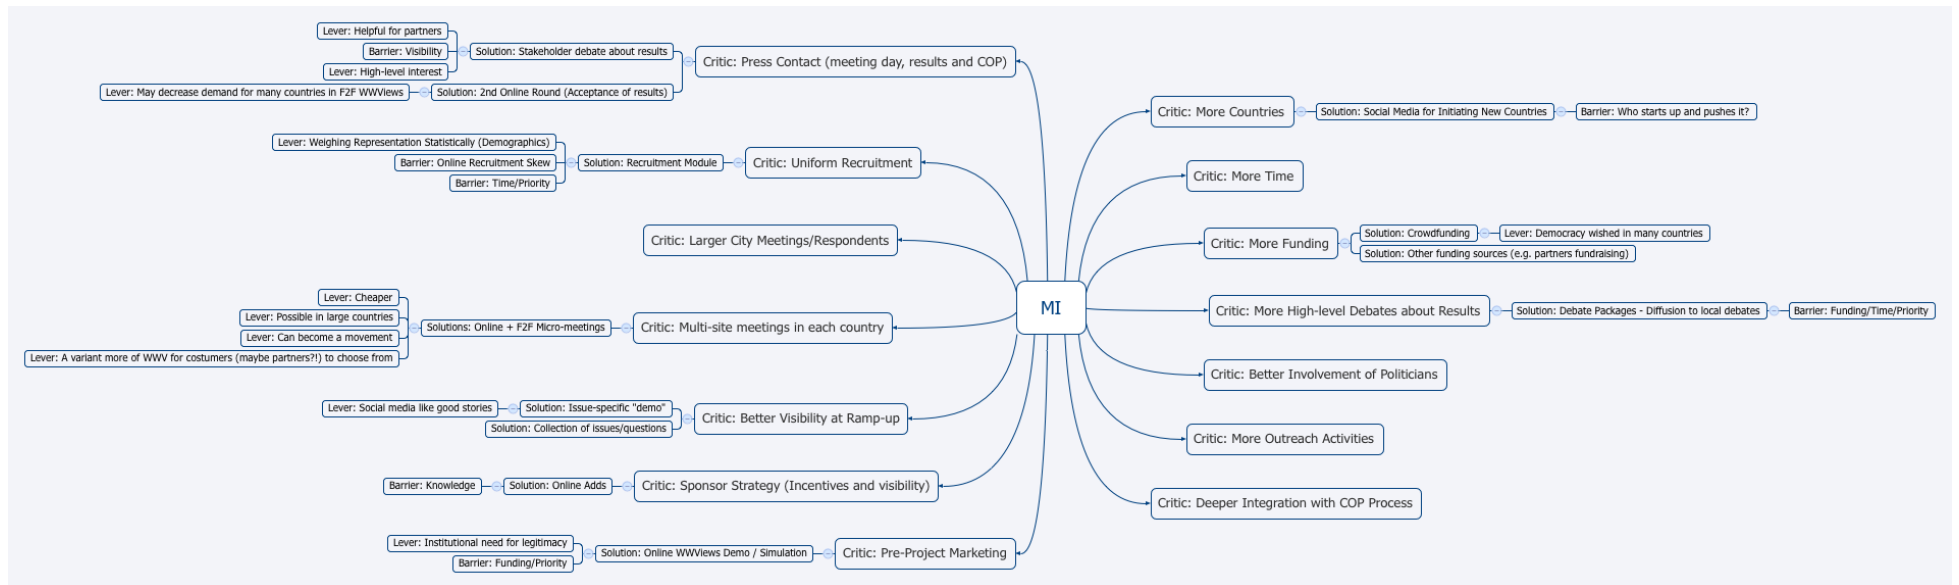 MI
Critic: Press Contact (meeting day, results and COP)
Solution: Stakeholder debate about results
Lever: Helpful for partners
Barrier: Visibility
Lever: High-level interest
Solution: 2nd Online Round (Acceptance of results)
Lever: May decrease demand for many countries in F2F WWViews
Critic: Uniform Recruitment
Solution: Recruitment Module
Lever: Weighing Representation Statistically (Demographics)
Barrier: Online Recruitment Skew
Barrier: Time/Priority
Critic: Larger City Meetings/Respondents
Critic: Multi-site meetings in each country
Solutions: Online + F2F Micro-meetings
Lever: Cheaper
Lever: Possible in large countries
Lever: Can become a movement
Lever: A variant more of WWV for costumers (maybe partners?!) to choose from
Critic: Better Visibility at Ramp-up
Solution: Issue-specific "demo"
Lever: Social media like good stories
Solution: Collection of issues/questions
Critic: Sponsor Strategy (Incentives and visibility)
Solution: Online Adds
Barrier: Knowledge
Critic: Pre-Project Marketing
Solution: Online WWViews Demo / Simulation
Lever: Institutional need for legitimacy
Barrier: Funding/Priority
Critic: More Countries
Solution: Social Media for Initiating New Countries
Barrier: Who starts up and pushes it?
Critic: More Time
Critic: More Funding
Solution: Crowdfunding
Lever: Democracy wished in many countries
Solution: Other funding sources (e.g. partners fundraising)
Critic: More High-level Debates about Results
Solution: Debate Packages - Diffusion to local debates
Barrier: Funding/Time/Priority
Critic: Better Involvement of Politicians
Critic: More Outreach Activities
Critic: Deeper Integration with COP Process